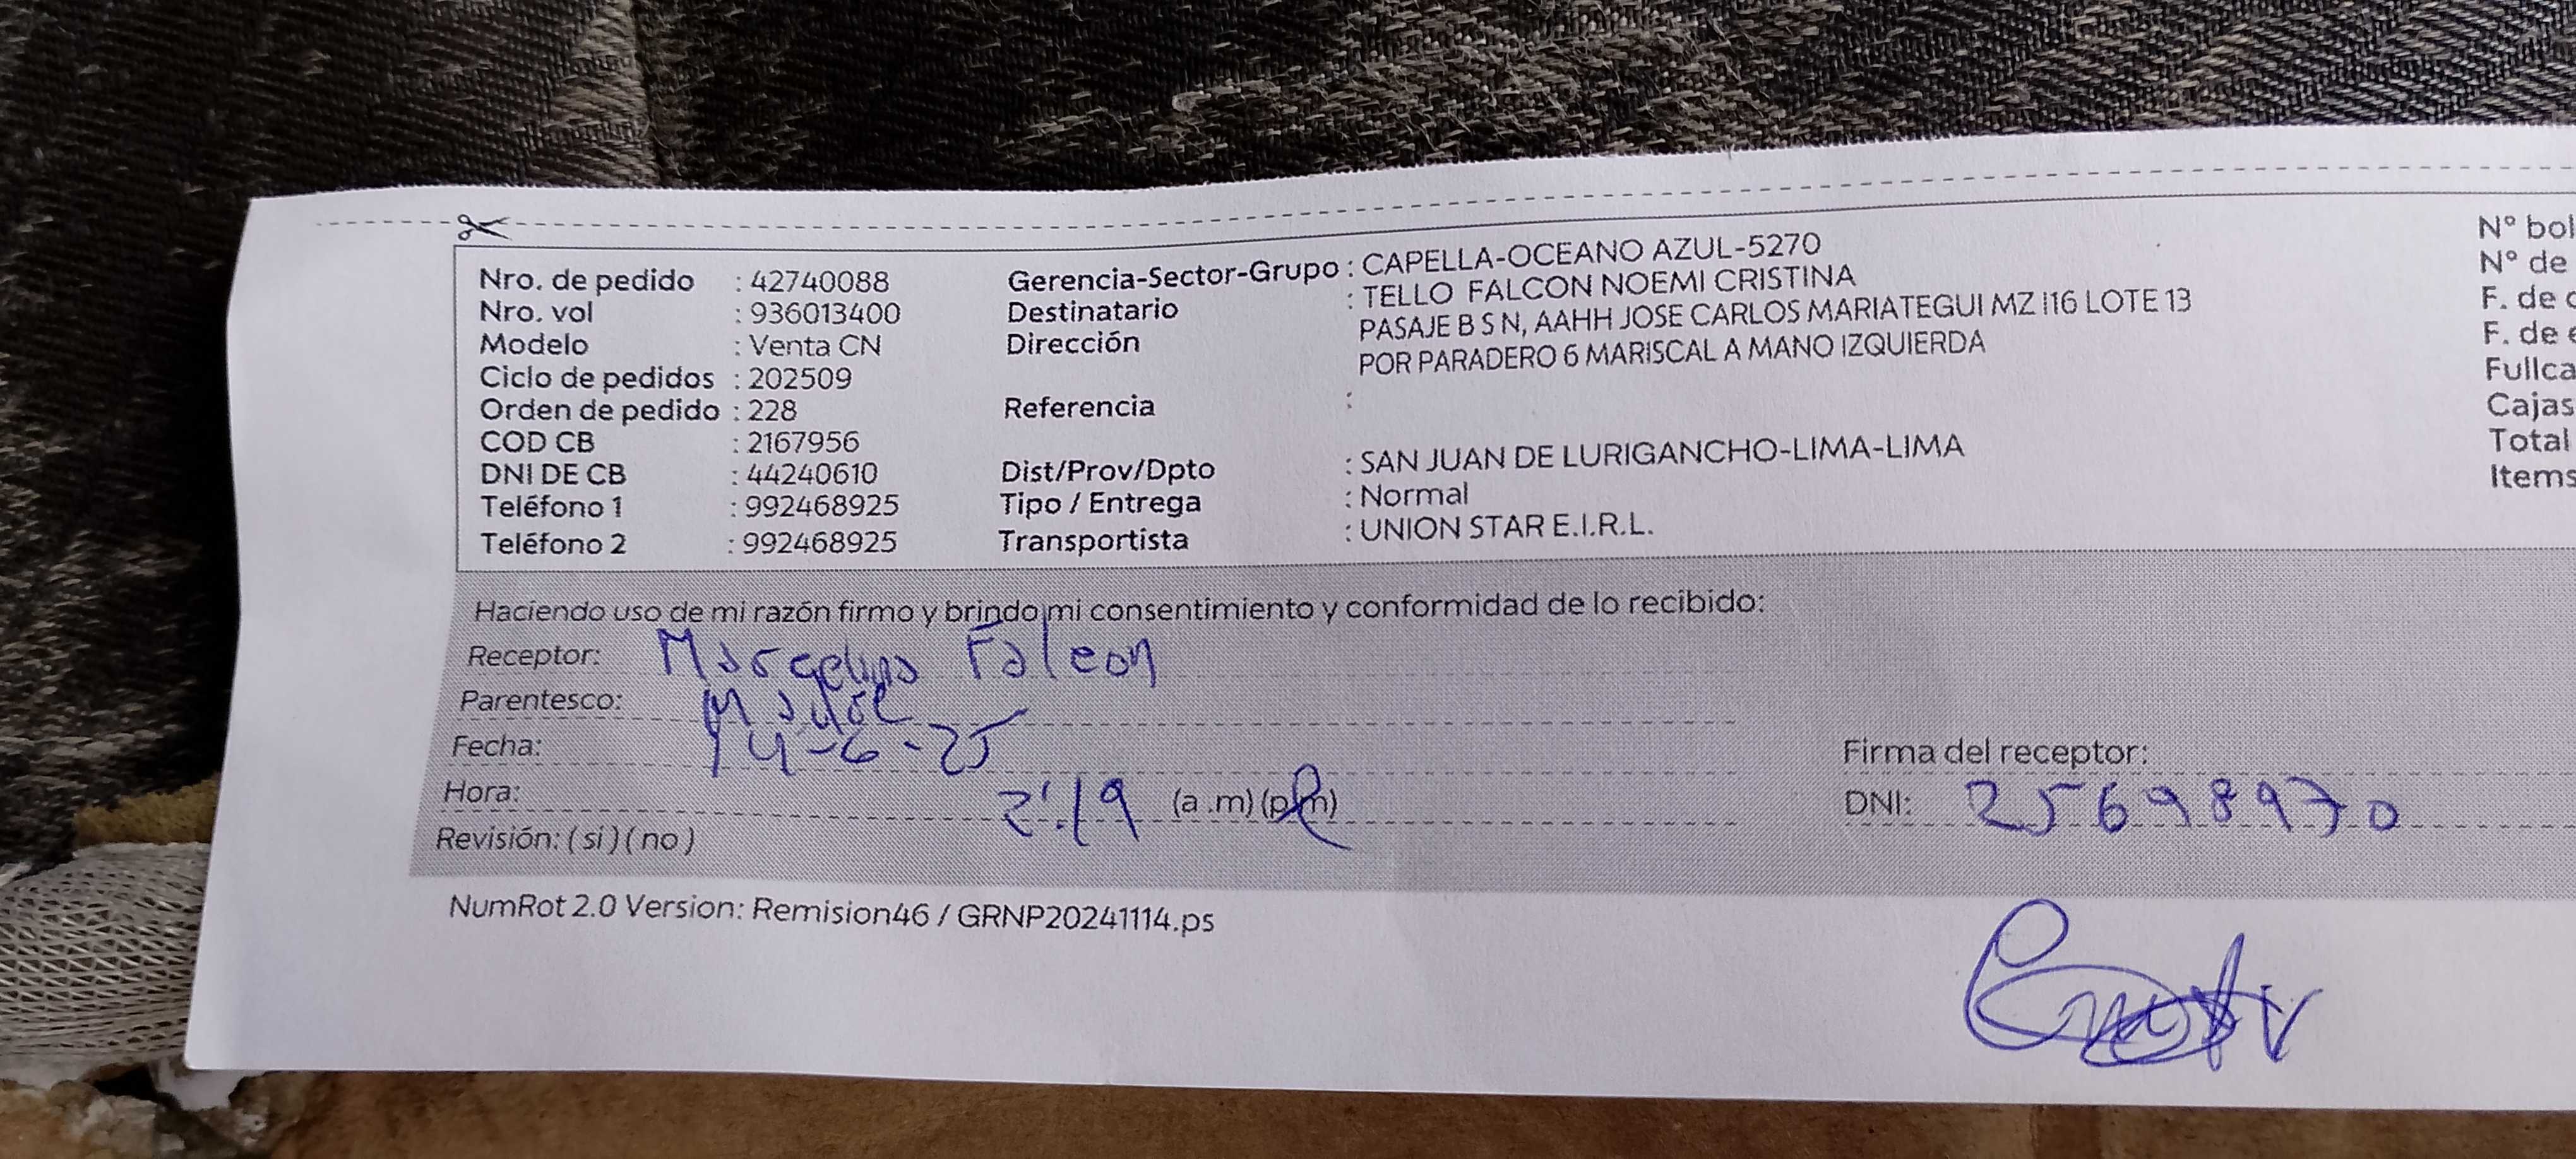 Nro. de pedido : 42740088 Gerencia-Sector-Grupo : CAPELLA-OCEANO AZUL-5270 N° bol
Nro. vol : 936013400 Destinatario : TELLO FALCON NOEMI CRISTINA N° de
Modelo : Venta CN Dirección PASAJE B S N, AAHH JOSE CARLOS MARIATEGUI MZ I16 LOTE 13 F. de
Ciclo de pedidos : 202509 POR PARADERO 6 MARISCAL A MANO IZQUIERDA F. de
Orden de pedido : 228 Referencia : Fullca
COD CB : 2167956 Cajas
DNI DE CB : 44240610 Dist/Prov/Dpto : SAN JUAN DE LURIGANCHO-LIMA-LIMA Total
Teléfono 1 : 992468925 Tipo / Entrega : Normal Items
Teléfono 2 : 992468925 Transportista : UNION STAR E.I.R.L.
Haciendo uso de mi razón firmo y brindo mi consentimiento y conformidad de lo recibido:
Receptor: Marcelina Falcon
Parentesco: Madre
Fecha: 14-6-25 Firma del receptor:
Hora: 2:19 (a .m) (p.m) DNI: 25698970
Revisión: ( si ) ( no )
NumRot 2.0 Version: Remision46 / GRNP20241114.ps